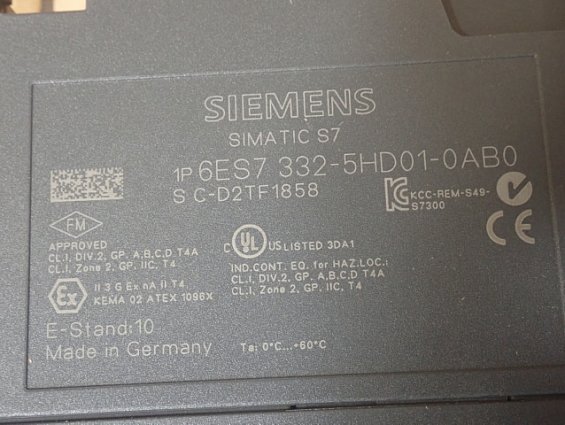 SIEMENS
SIMATIC S7
1P 6ES7 332-5HD01-0AB0
S C-D2TF1858
KCC-REM-S49-
S7300
FM
APPROVED
CL.I, DIV.2, GP. A,B,C,D T4A
CL.I, Zone 2, GP. IIC, T4
C UL US LISTED 3DA1
IND.CONT. EQ. for HAZ.LOC.:
CL.I, DIV.2, GP. A,B,C,D T4A
CL.I, Zone 2, GP. IIC, T4
CE
Ex II 3 G Ex nA II T4
KEMA 02 ATEX 1096X
E-Stand:10
Made in Germany
Ta: 0°C...+60°C